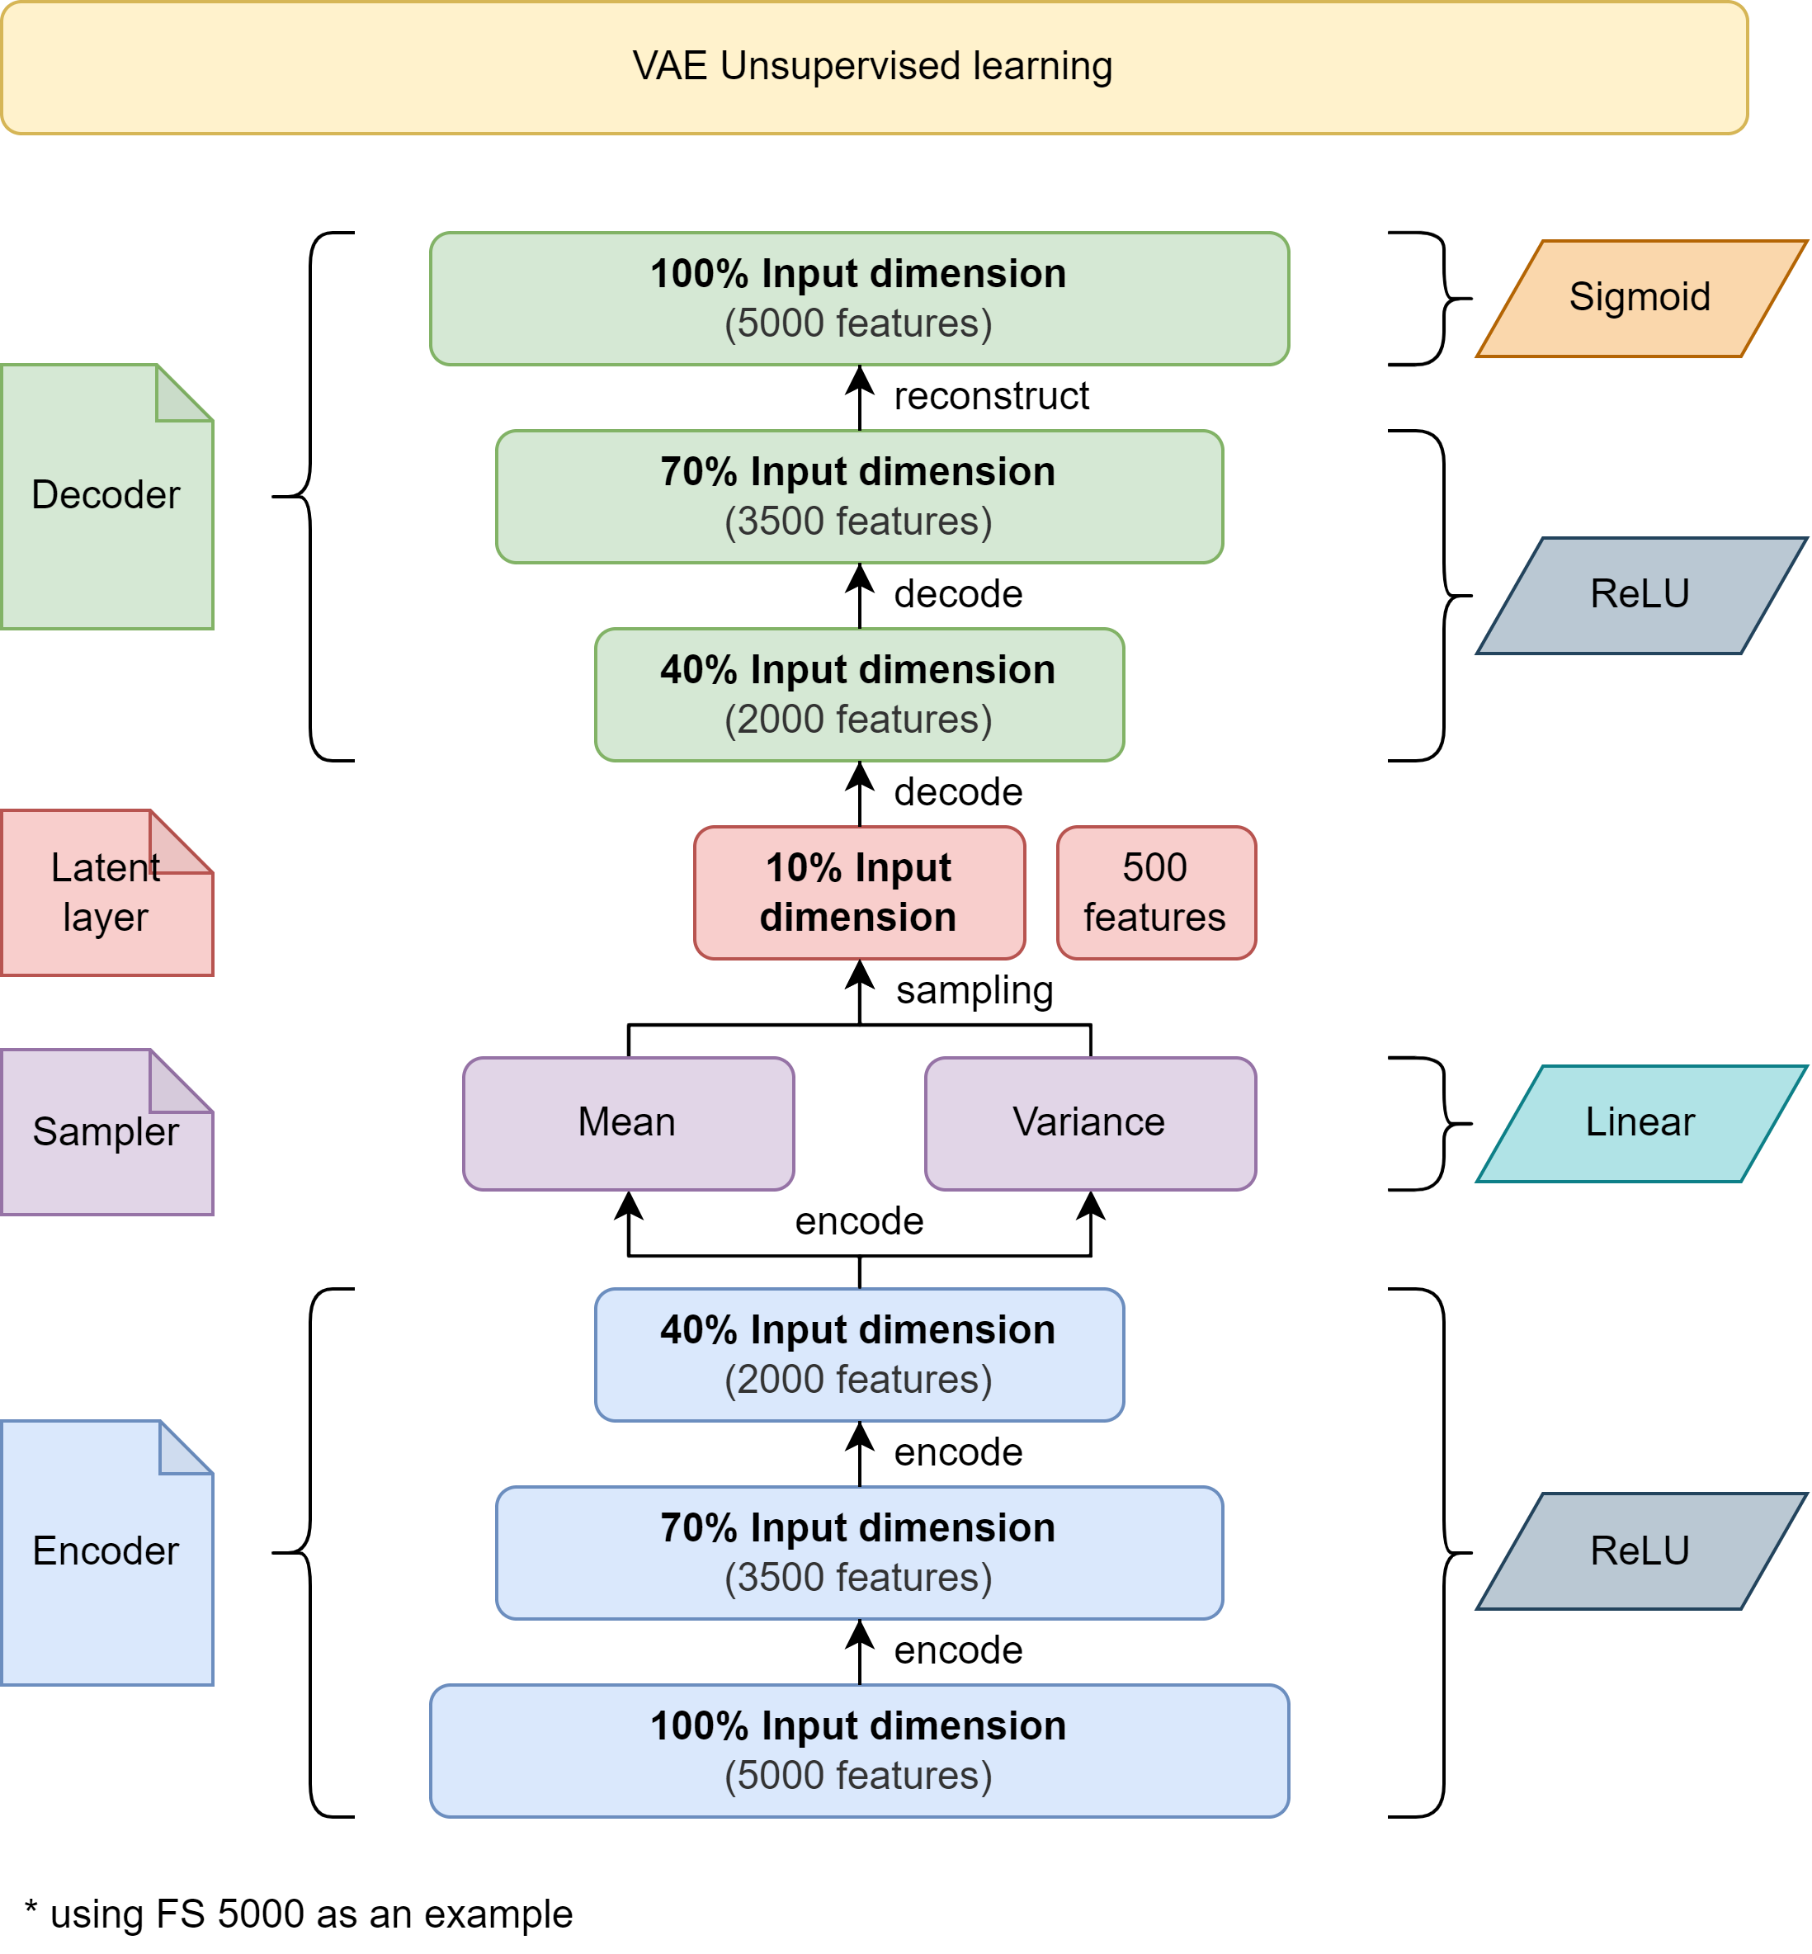 VAE Unsupervised learning
100% Input dimension
(5000 features)
Sigmoid
reconstruct
70% Input dimension
(3500 features)
Decoder
decode
ReLU
40% Input dimension
(2000 features)
decode
Latent
layer
10% Input
dimension
500
features
sampling
Sampler
Mean
Variance
Linear
encode
40% Input dimension
(2000 features)
encode
Encoder
70% Input dimension
(3500 features)
ReLU
encode
100% Input dimension
(5000 features)
* using FS 5000 as an example